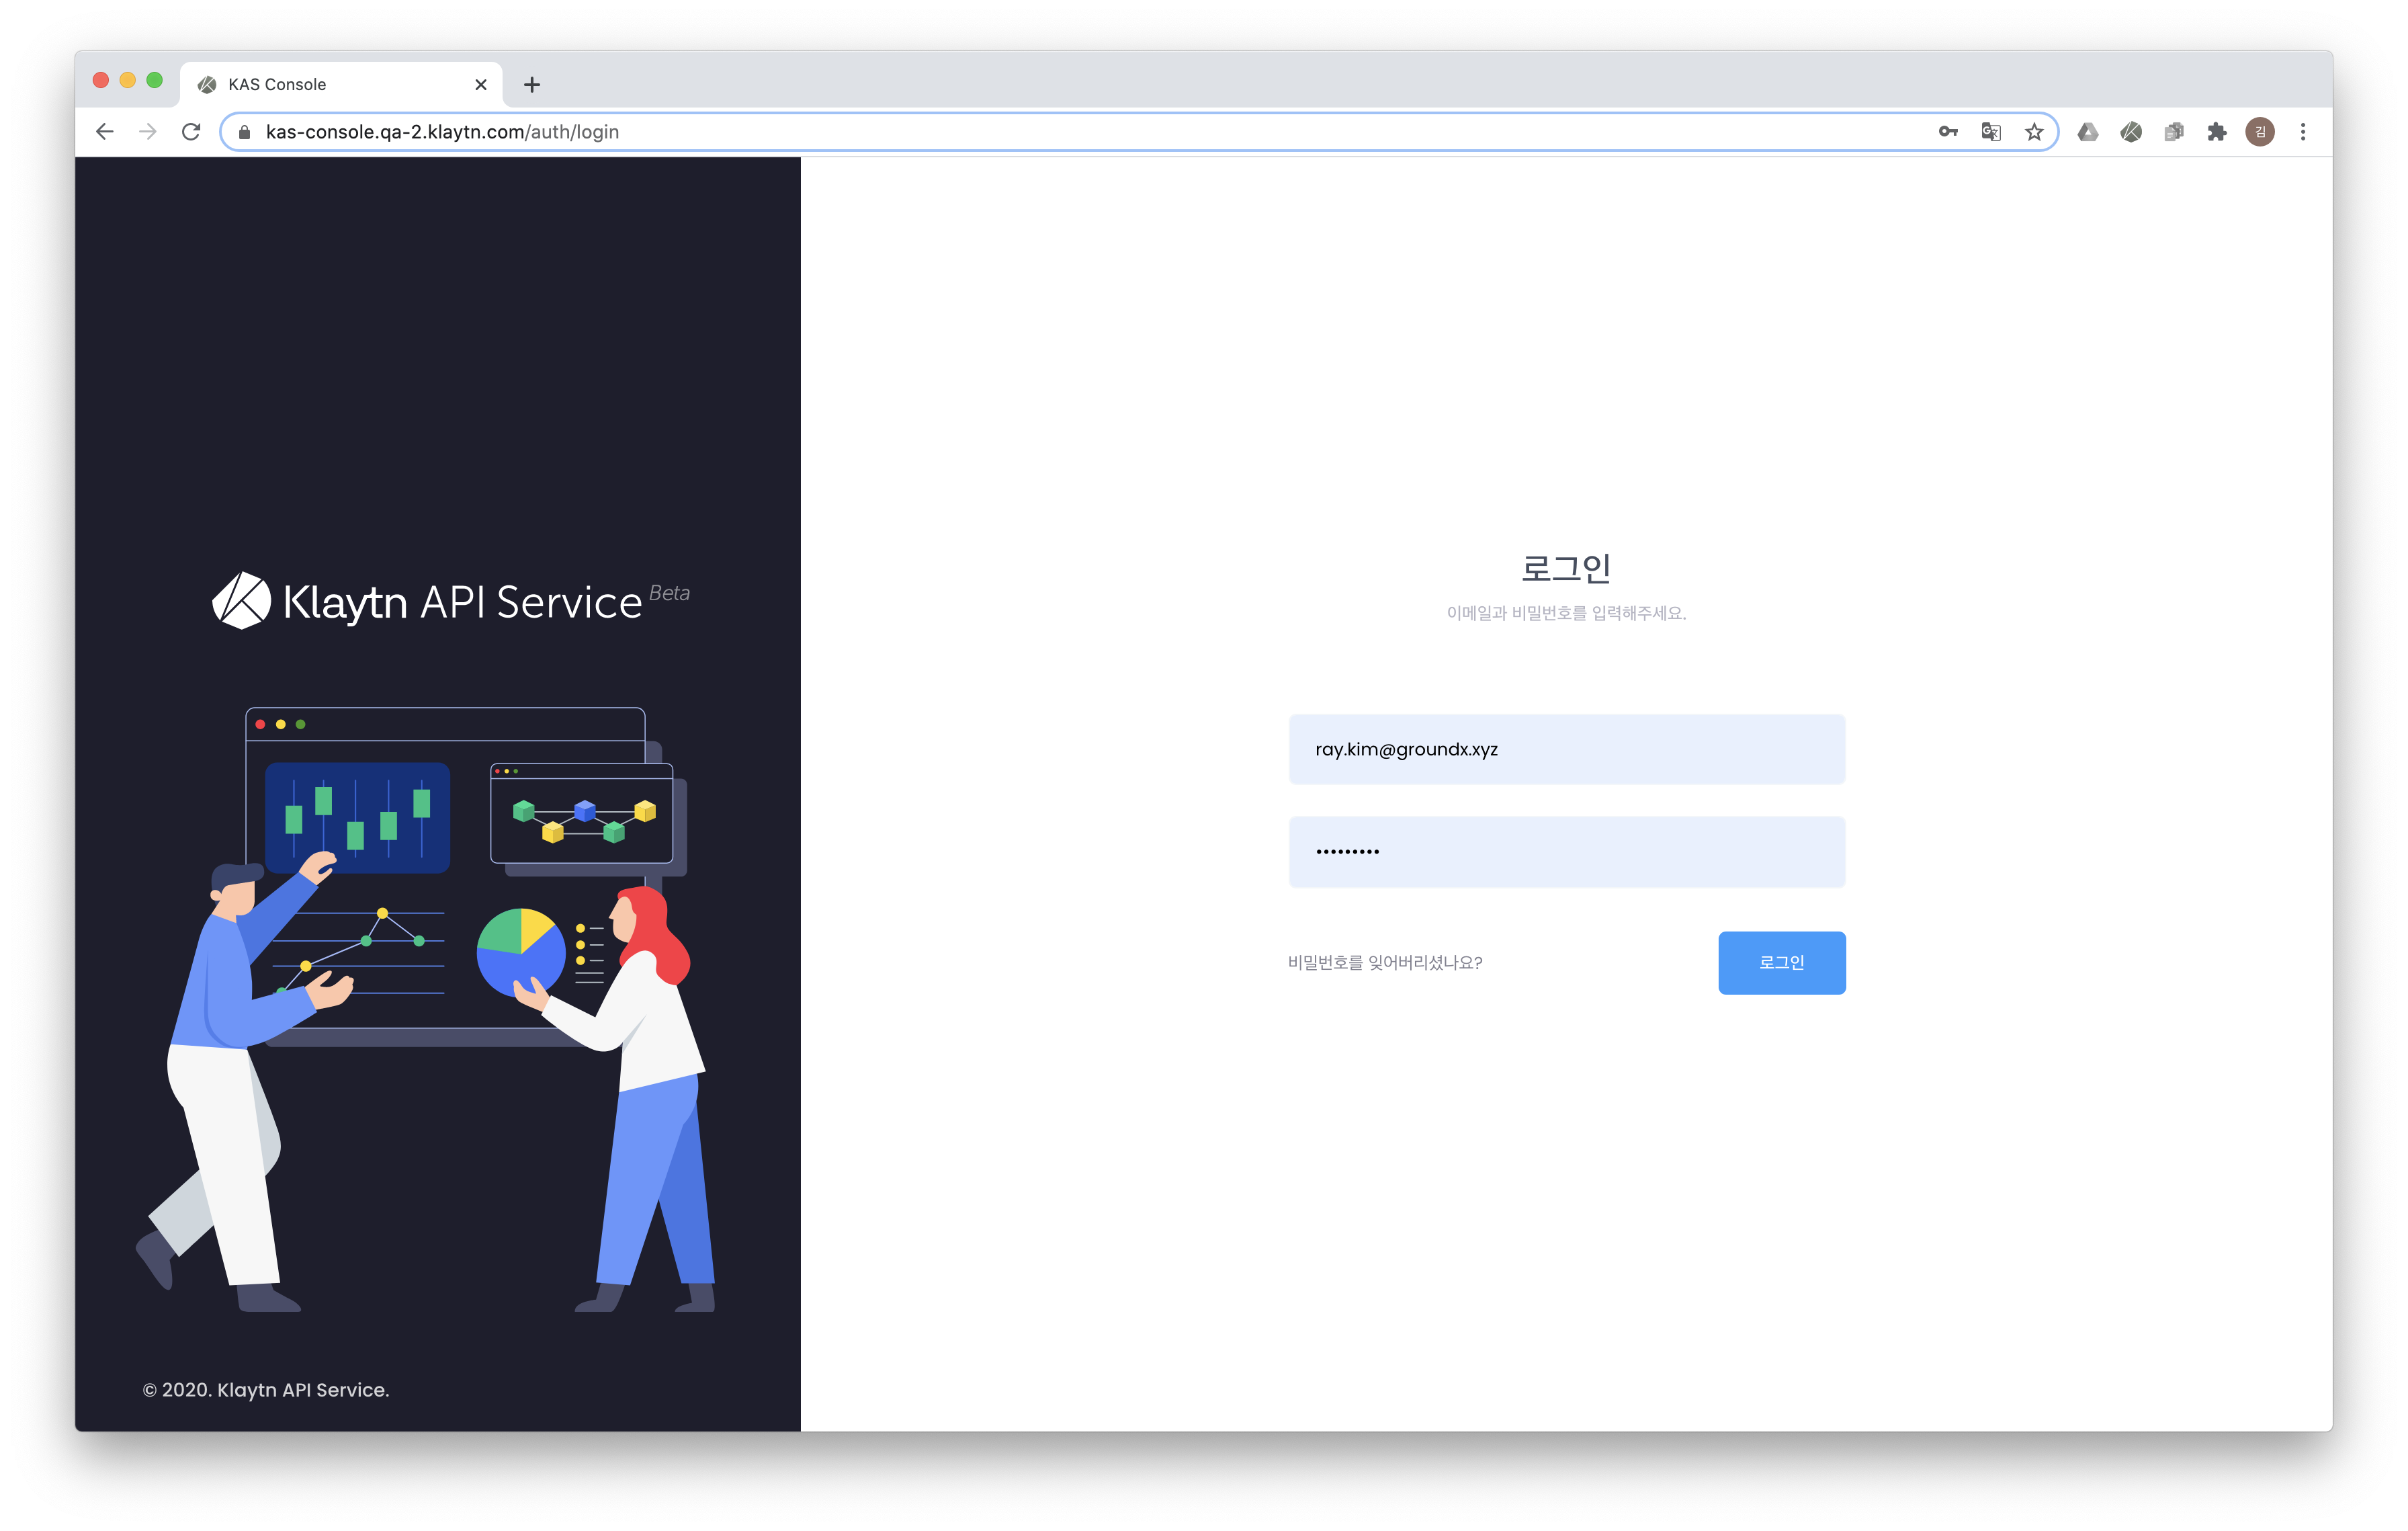 KAS Console
kas-console.qa-2.klaytn.com/auth/login
김
Klaytn API Service Beta
© 2020. Klaytn API Service.
로그인
이메일과 비밀번호를 입력해주세요.
ray.kim@groundx.xyz
•••••••••
비밀번호를 잊어버리셨나요?
로그인